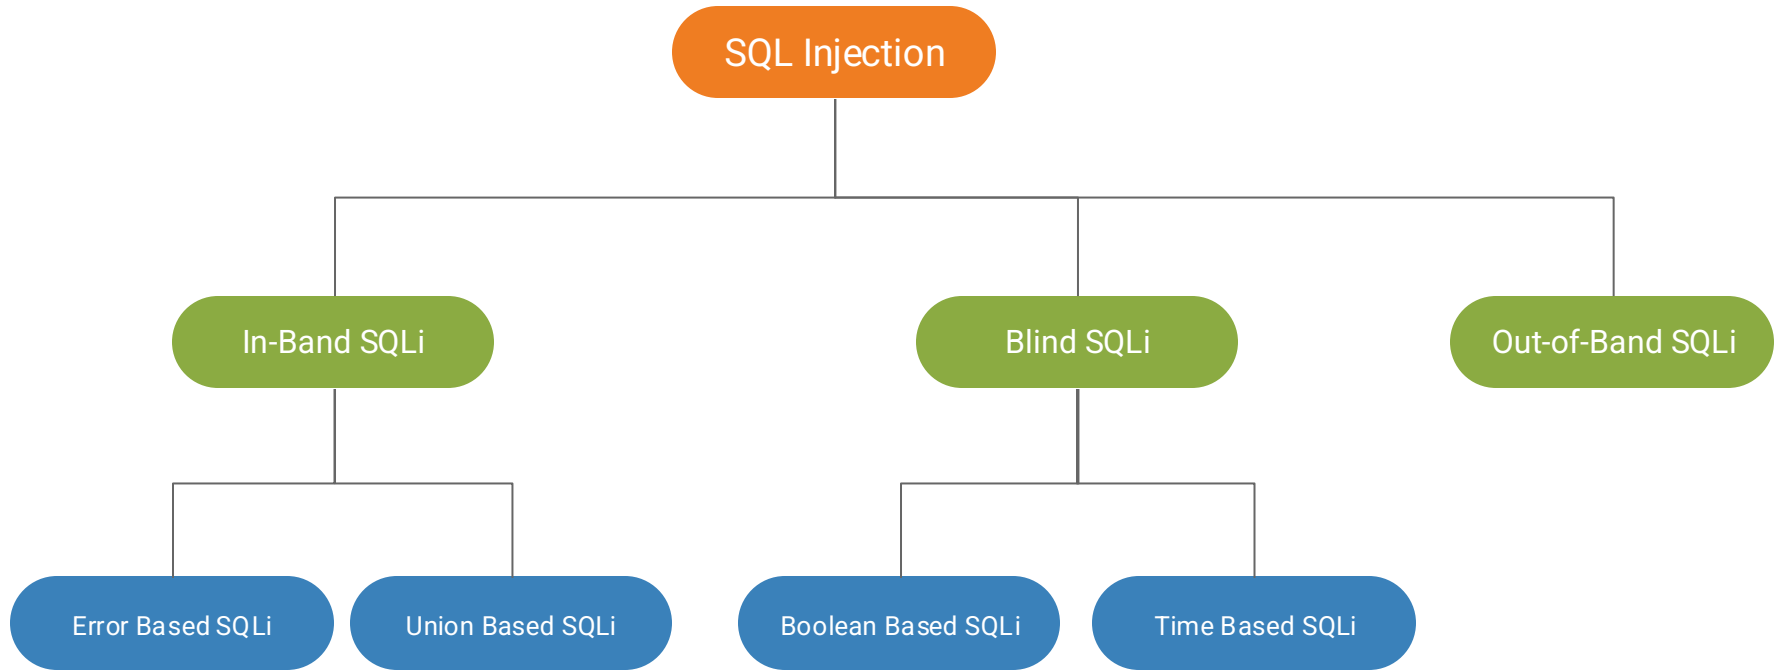 SQL Injection
In-Band SQLi
Blind SQLi
Out-of-Band SQLi
Error Based SQLi
Union Based SQLi
Boolean Based SQLi
Time Based SQLi